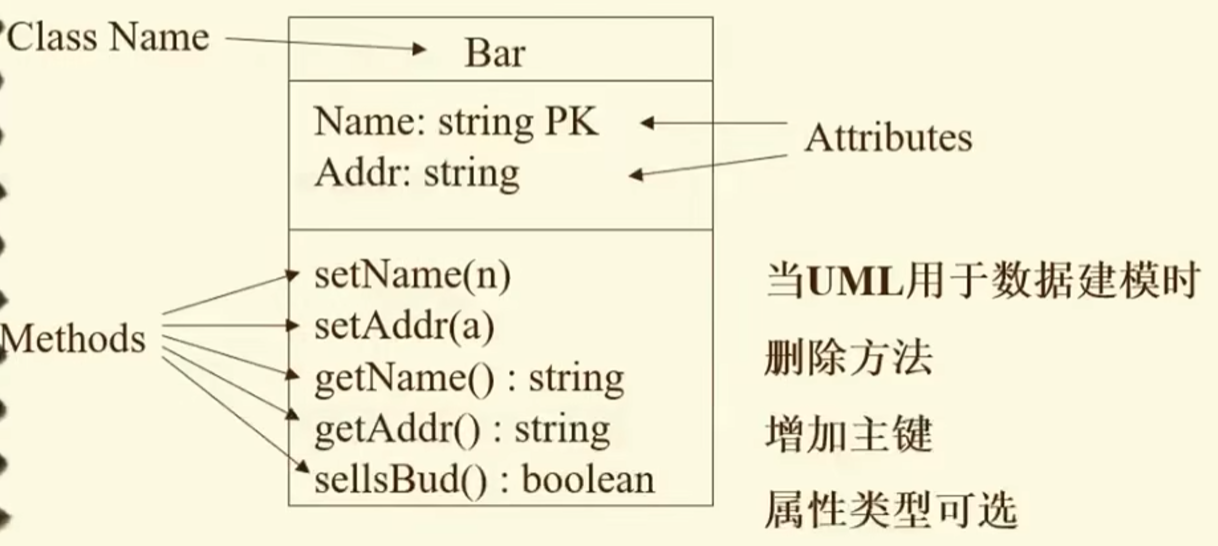 Class Name
Bar
Name: string PK
Addr: string
Attributes
Methods
setName(n)
setAddr(a)
getName() : string
getAddr() : string
sellsBud() : boolean
当UML用于数据建模时
删除方法
增加主键
属性类型可选